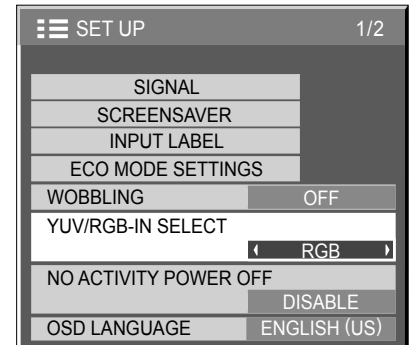 SET UP 1/2
SIGNAL
SCREENSAVER
INPUT LABEL
ECO MODE SETTINGS
WOBBLING OFF
YUV/RGB-IN SELECT
RGB
NO ACTIVITY POWER OFF
DISABLE
OSD LANGUAGE ENGLISH (US)